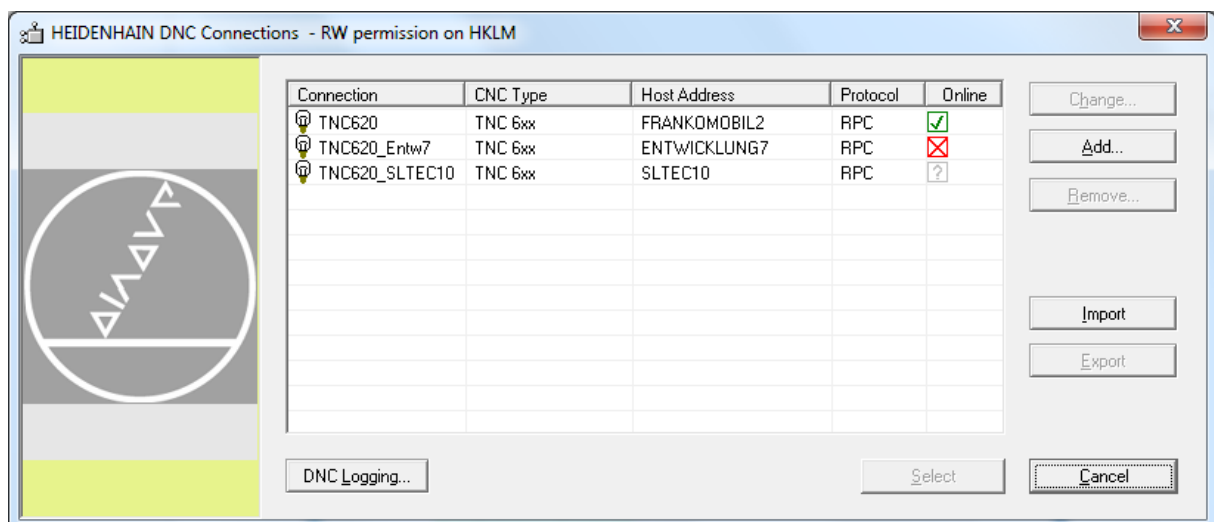 HEIDENHAIN DNC Connections - RW permission on HKLM
x
Connection CNC Type Host Address Protocol Online
TNC620 TNC 6xx FRANKOMOBIL2 RPC
TNC620_Entw7 TNC 6xx ENTWICKLUNG7 RPC
TNC620_SLTEC10 TNC 6xx SLTEC10 RPC ?
Change...
Add...
Remove...
Import
Export
DNC Logging... Select Cancel